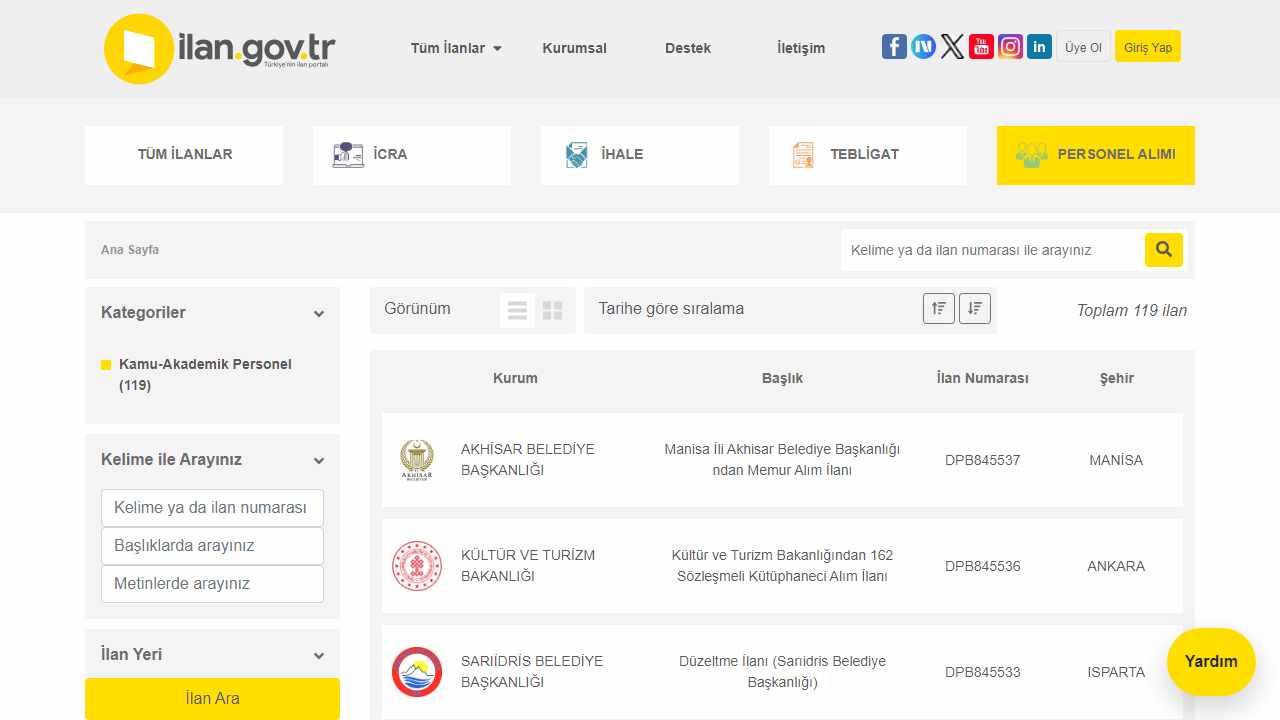 ilan.gov.tr
Türkiye'nin ilan portalı
Tüm İlanlar
Kurumsal
Destek
İletişim
Üye Ol
Giriş Yap
TÜM İLANLAR
İCRA
İHALE
TEBLİGAT
PERSONEL ALIMI
Ana Sayfa
Kelime ya da ilan numarası ile arayınız
Kategoriler
Kamu-Akademik Personel
(119)
Kelime ile Arayınız
Kelime ya da ilan numarası
Başlıklarda arayınız
Metinlerde arayınız
İlan Yeri
İlan Ara
Görünüm
Tarihe göre sıralama
Toplam 119 ilan
Kurum
Başlık
İlan Numarası
Şehir
AKHİSAR
AKHİSAR BELEDİYE
BAŞKANLIĞI
Manisa İli Akhisar Belediye Başkanlığı
ndan Memur Alım İlanı
DPB845537
MANİSA
KÜLTÜR VE TURİZM
BAKANLIĞI
Kültür ve Turizm Bakanlığından 162
Sözleşmeli Kütüphaneci Alım İlanı
DPB845536
ANKARA
SARIİDRİS BELEDİYE
BAŞKANLIĞI
Düzeltme İlanı (Sarıidris Belediye
Başkanlığı)
DPB845533
ISPARTA
Yardım